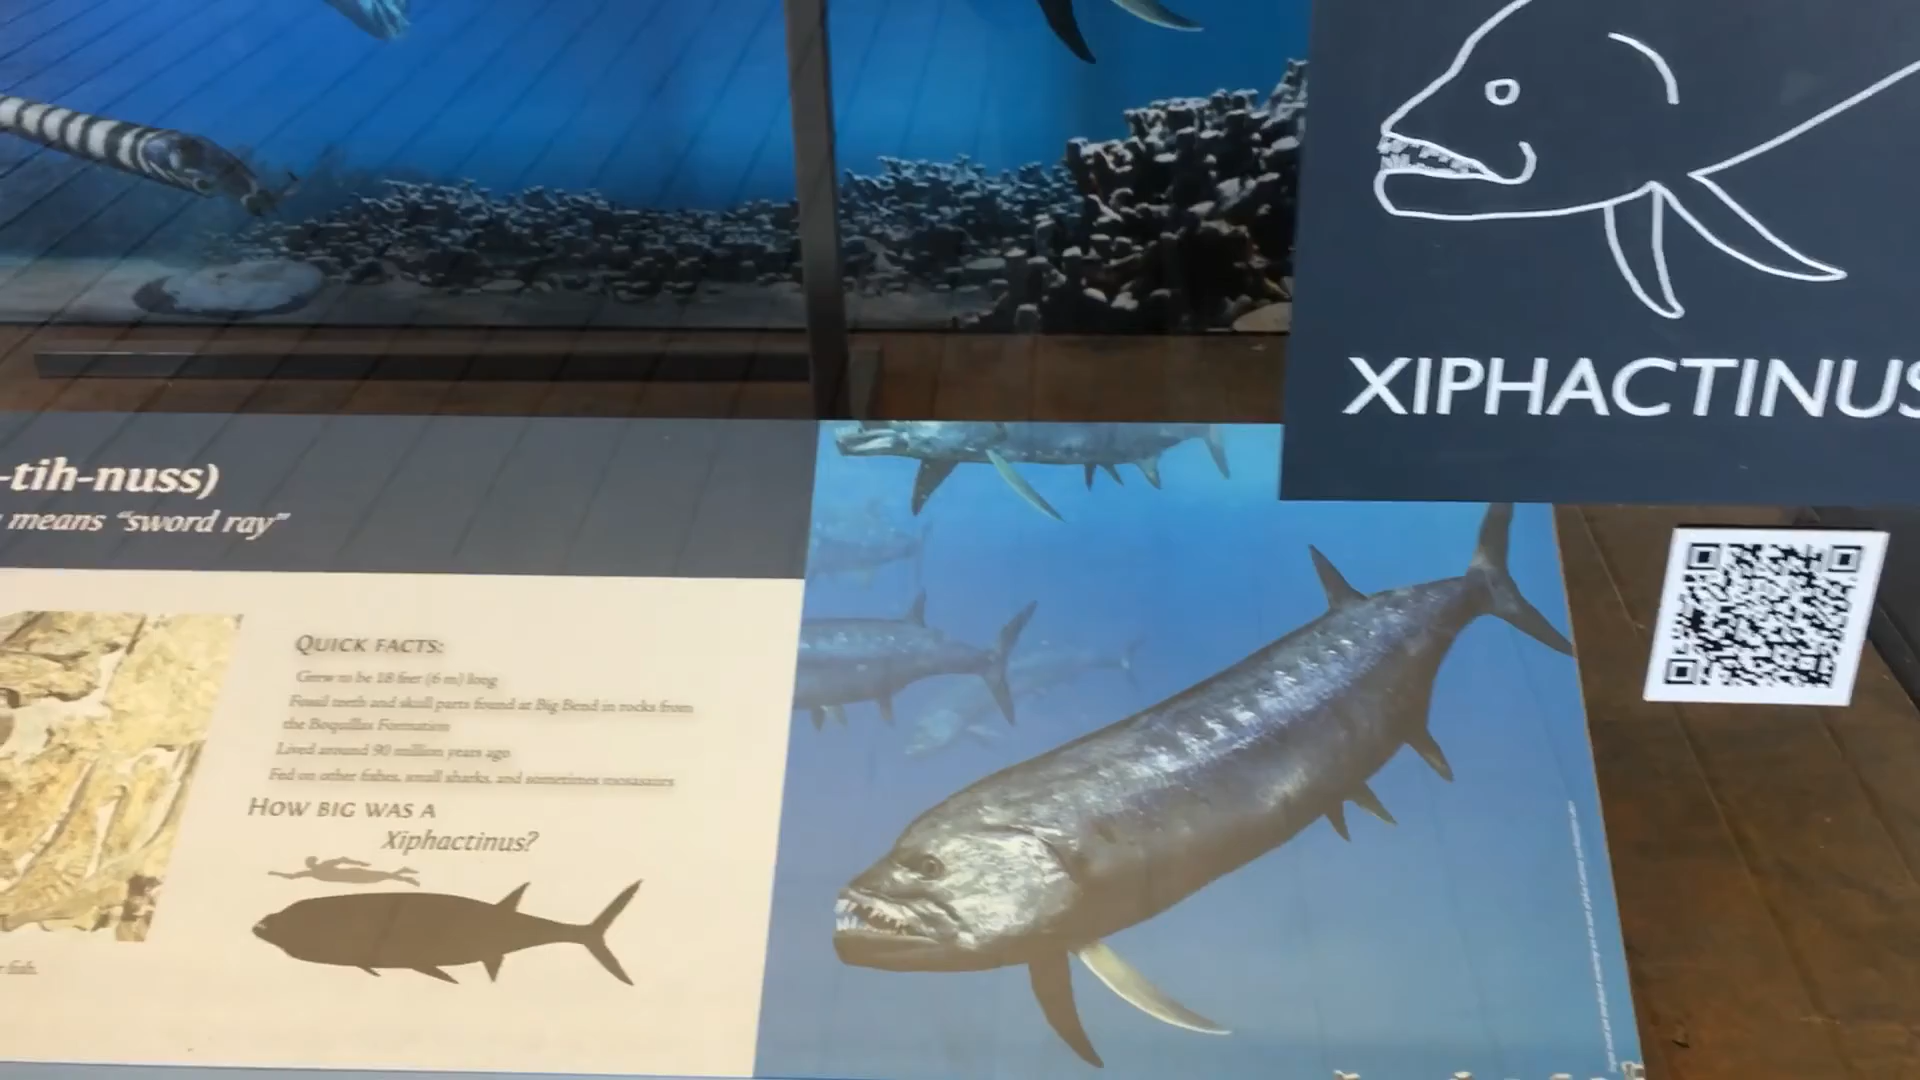 XIPHACTINUS
-tih-nuss)
means “sword ray”
QUICK FACTS:
Grew to be 18 feet (6 m) long
Fossil teeth and skull parts found at Big Bend in rocks from
the Boquillas Formation
Lived around 90 million years ago
Fed on other fishes, small sharks, and sometimes mosasaurs
HOW BIG WAS A
Xiphactinus?
fish.